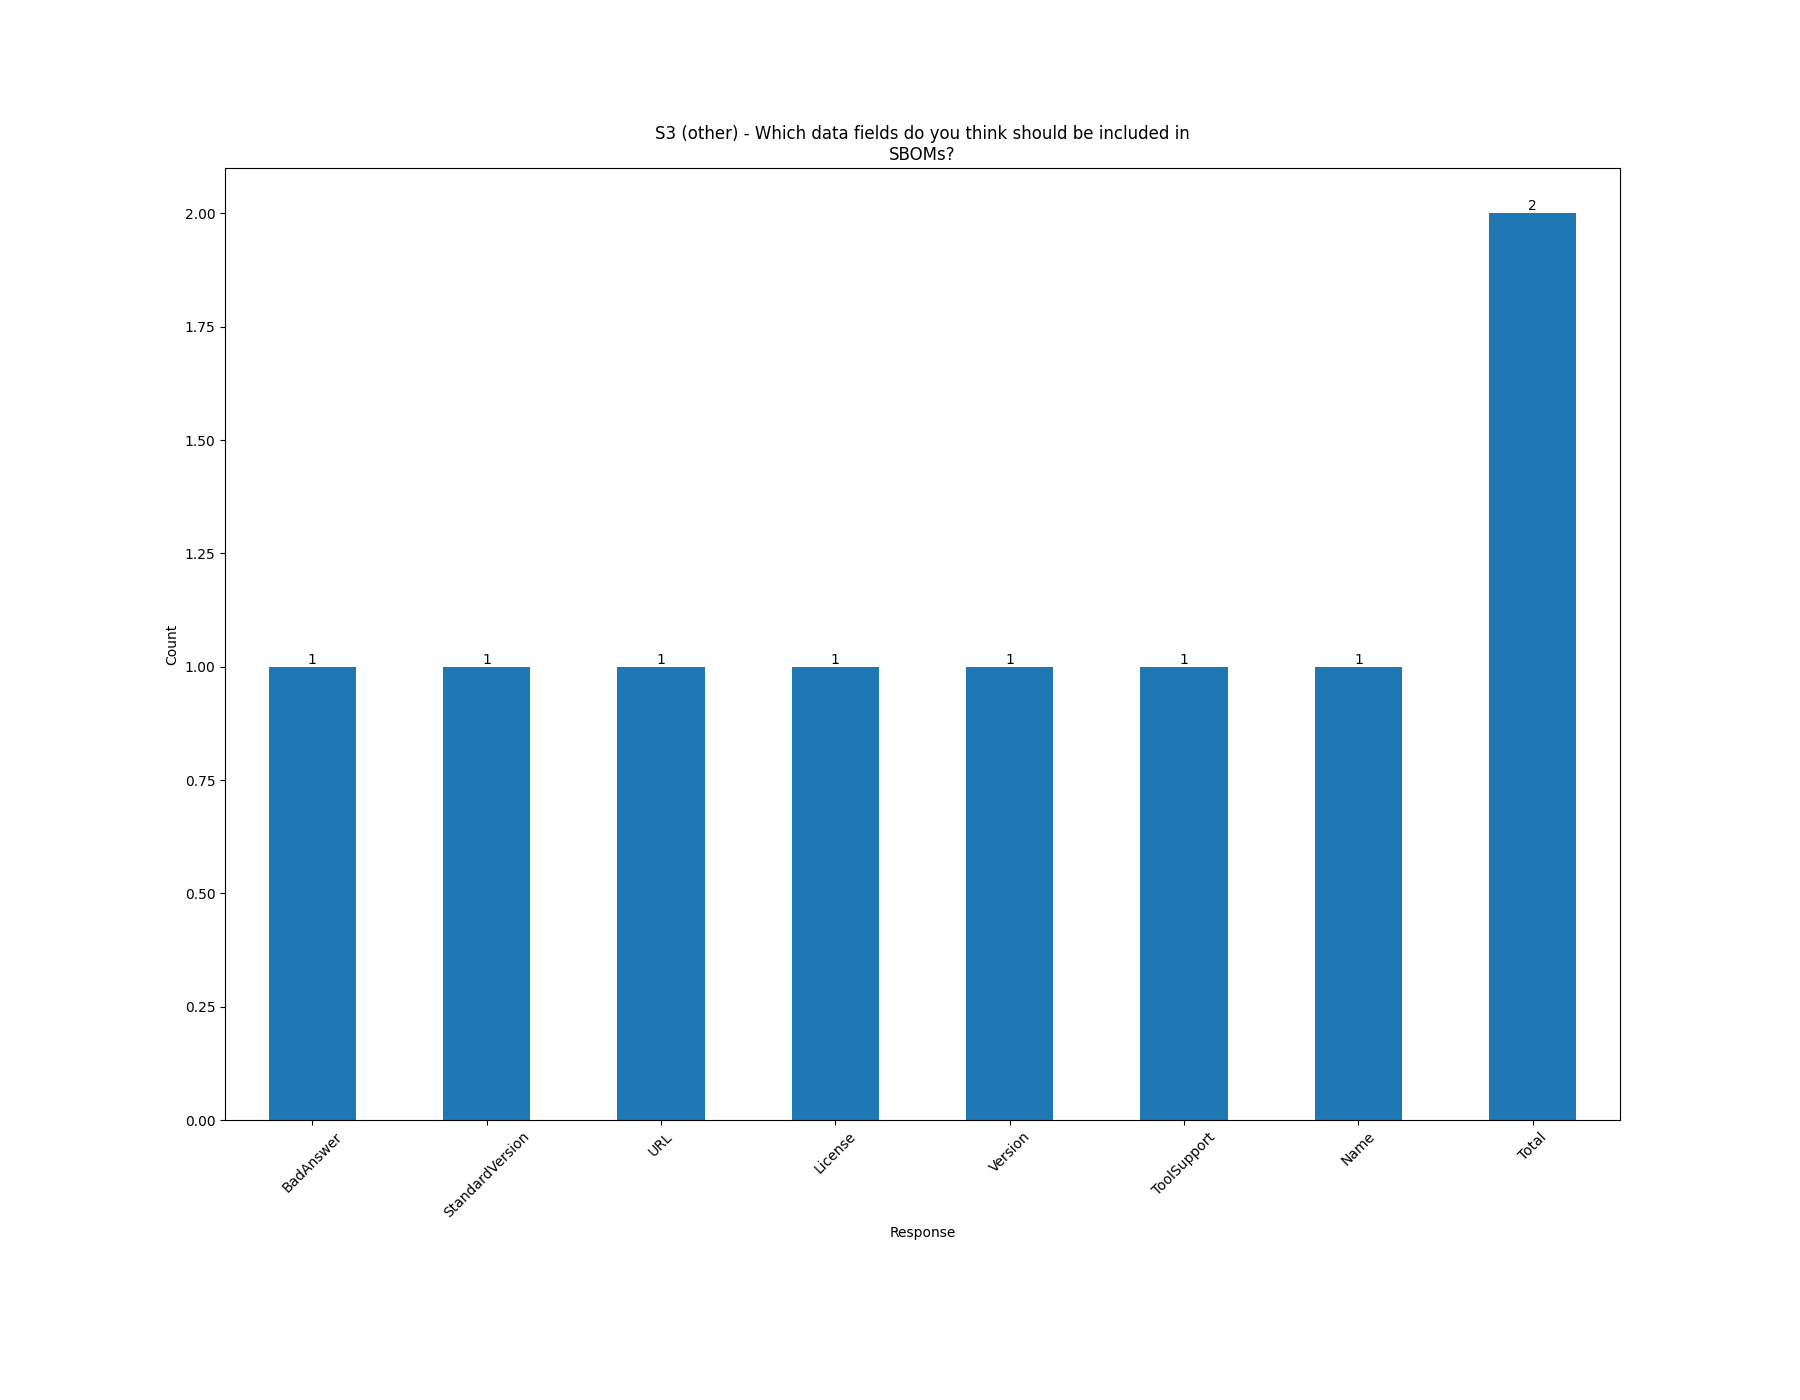 S3 (other) - Which data fields do you think should be included in
SBOMs?
2.00
1.75
1.50
1.25
1.00
0.75
0.50
0.25
0.00
Count
1
1
1
1
1
1
1
2
BadAnswer
StandardVersion
URL
License
Version
ToolSupport
Name
Total
Response